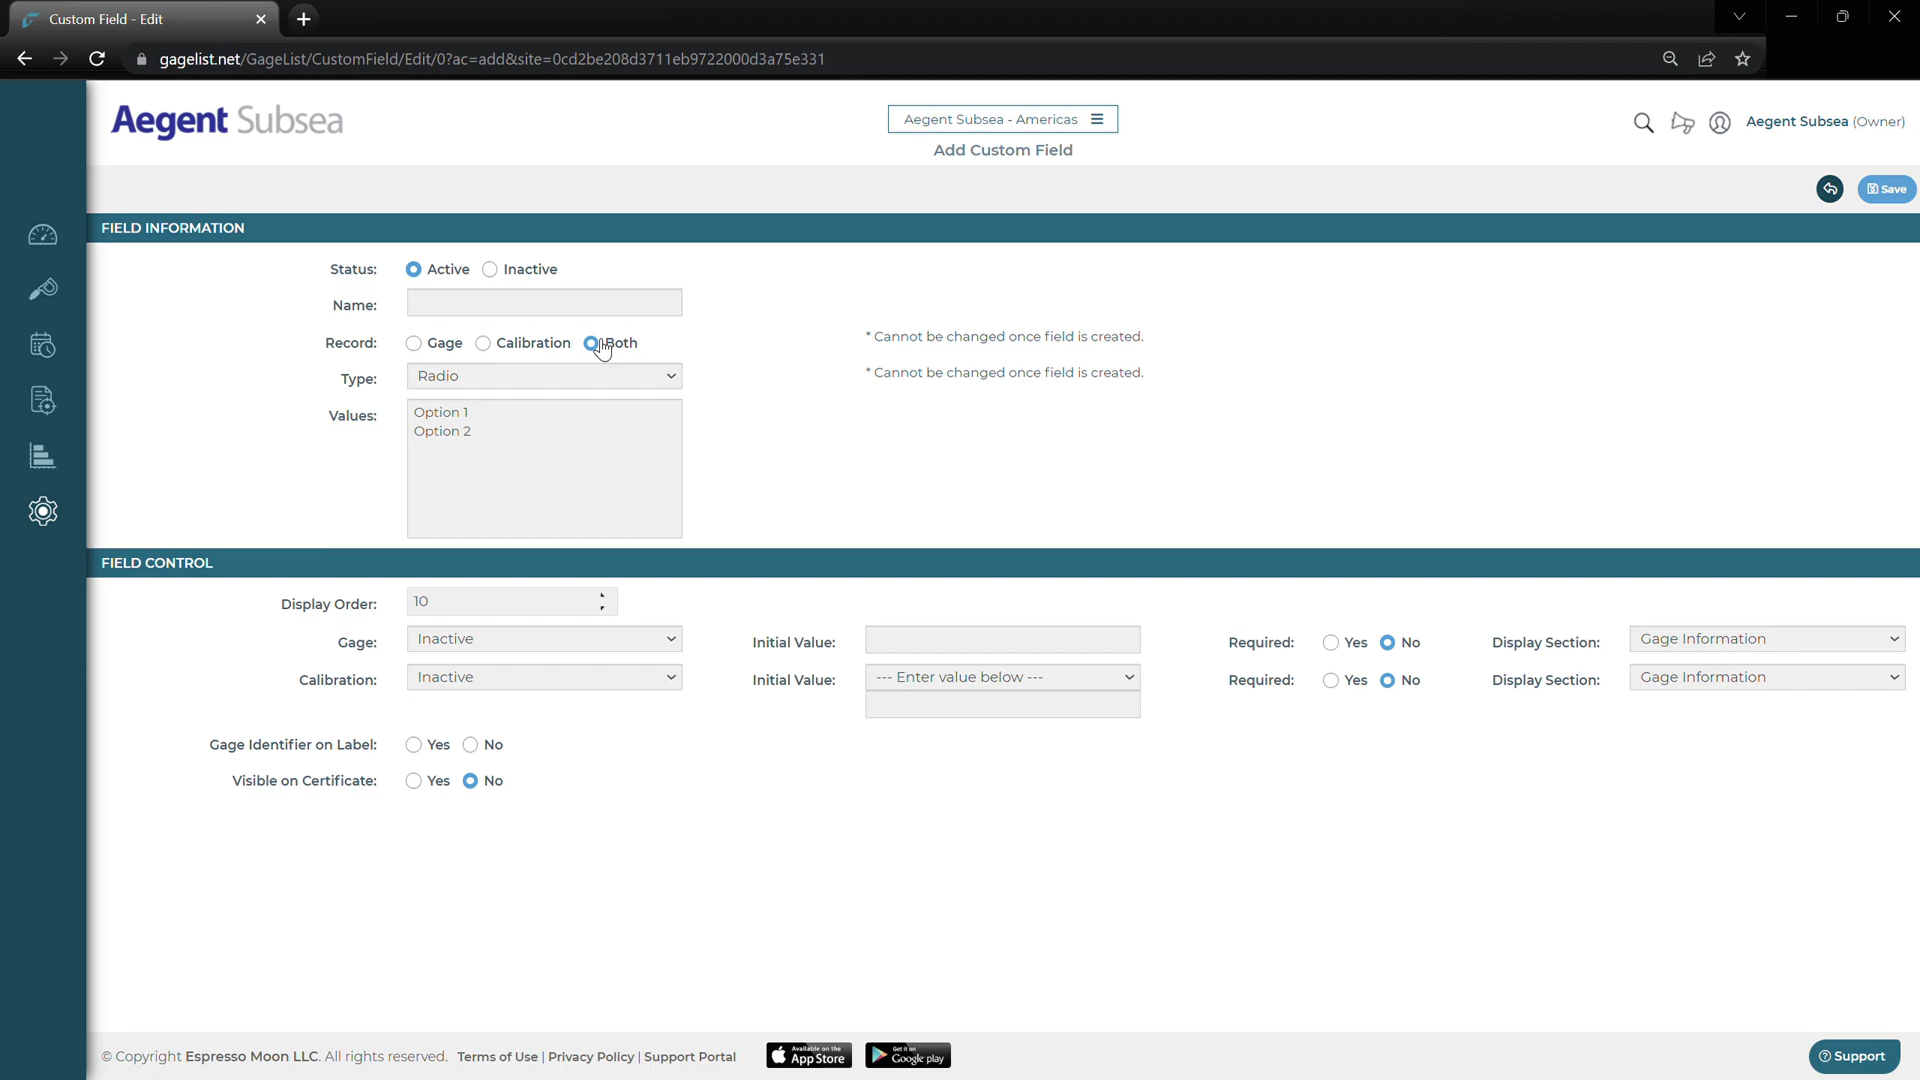 Custom Field - Edit
gagelist.net/GageList/CustomField/Edit/0?ac=add&site=0cd2be208d3711eb9722000d3a75e331
Aegent Subsea
Aegent Subsea - Americas
Add Custom Field
Aegent Subsea (Owner)
Save
FIELD INFORMATION
Status: Active Inactive
Name:
Record: Gage Calibration Both * Cannot be changed once field is created.
Type: Radio * Cannot be changed once field is created.
Values: Option 1
Option 2
FIELD CONTROL
Display Order: 10
Gage: Inactive Initial Value: Required: Yes No Display Section: Gage Information
Calibration: Inactive Initial Value: --- Enter value below --- Required: Yes No Display Section: Gage Information
Gage Identifier on Label: Yes No
Visible on Certificate: Yes No
© Copyright Espresso Moon LLC. All rights reserved. Terms of Use | Privacy Policy | Support Portal
Available on the App Store
Get it on Google play
Support